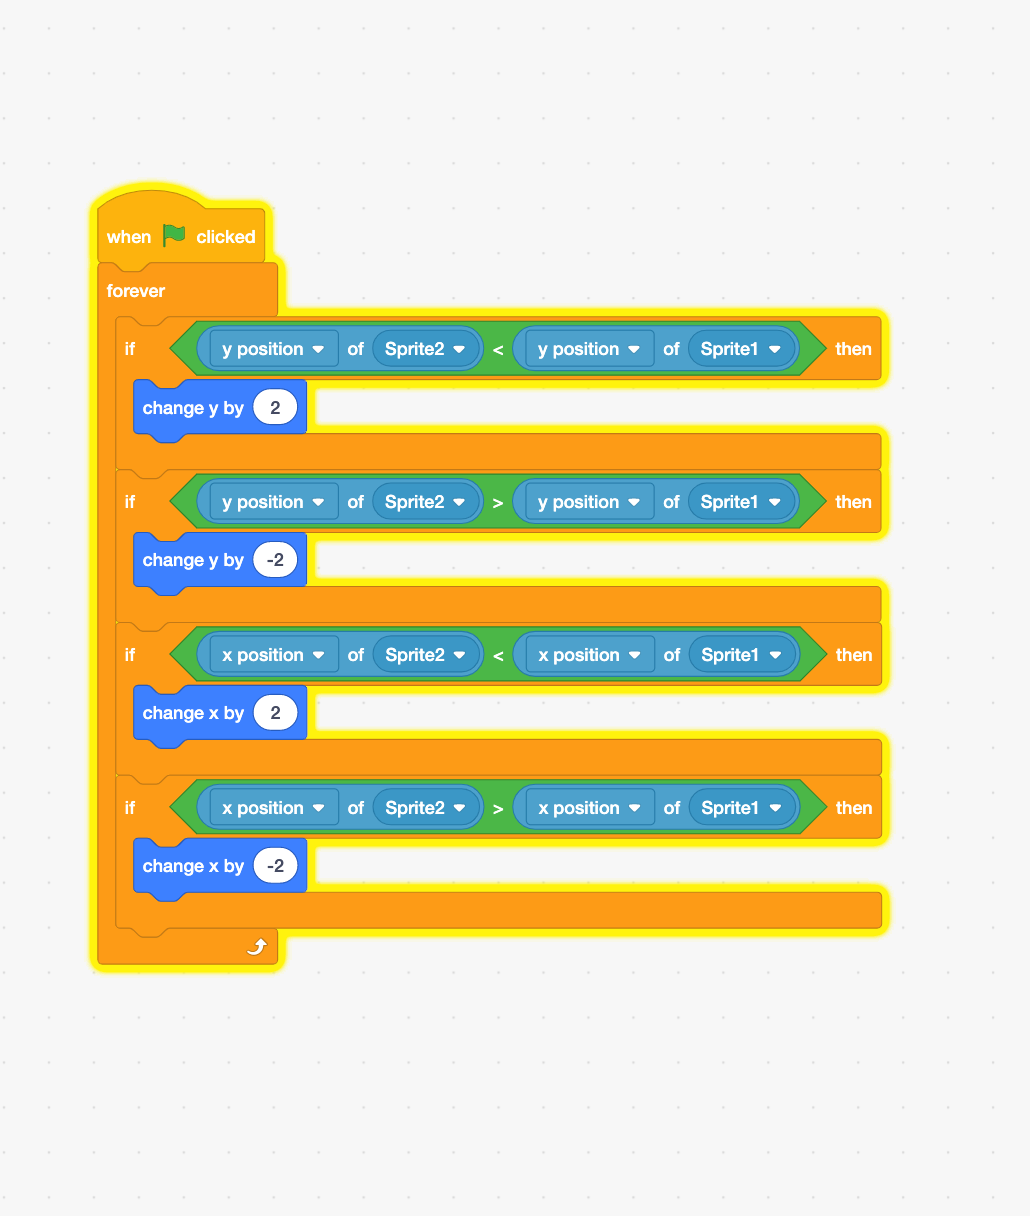 when clicked
forever
if y position of Sprite2 < y position of Sprite1 then
change y by 2
if y position of Sprite2 > y position of Sprite1 then
change y by -2
if x position of Sprite2 < x position of Sprite1 then
change x by 2
if x position of Sprite2 > x position of Sprite1 then
change x by -2